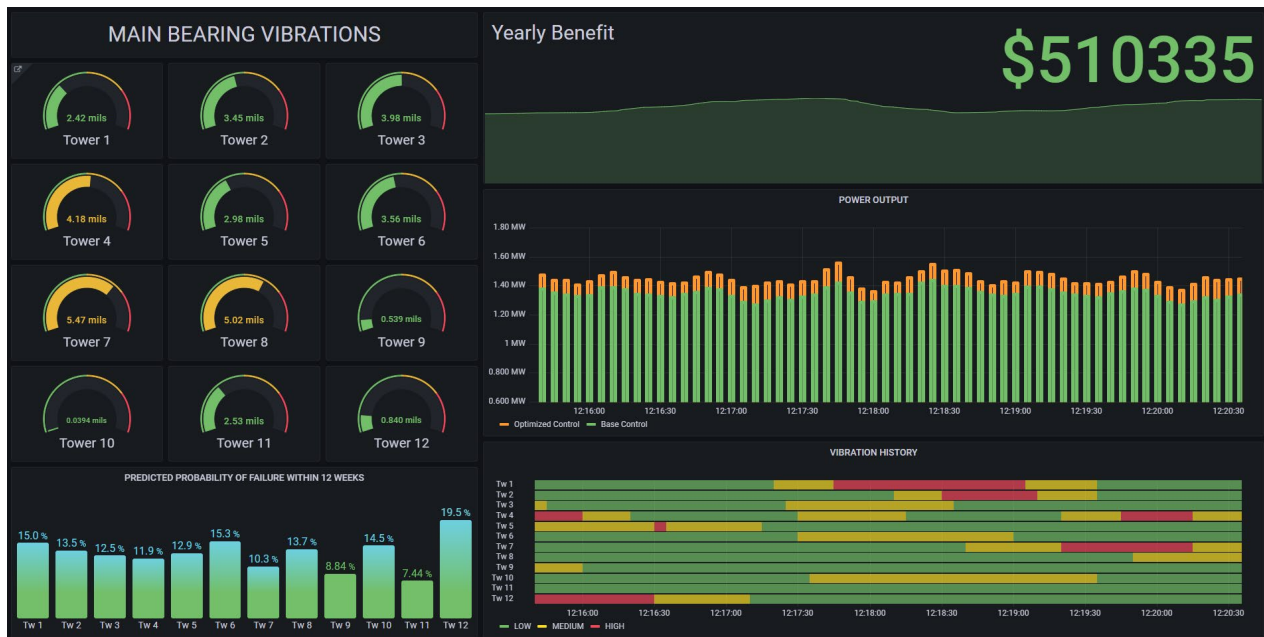 MAIN BEARING VIBRATIONS
2.42 mils
Tower 1
3.45 mils
Tower 2
3.98 mils
Tower 3
4.18 mils
Tower 4
2.98 mils
Tower 5
3.56 mils
Tower 6
5.47 mils
Tower 7
5.02 mils
Tower 8
0.539 mils
Tower 9
0.0394 mils
Tower 10
2.53 mils
Tower 11
0.840 mils
Tower 12
PREDICTED PROBABILITY OF FAILURE WITHIN 12 WEEKS
15.0 % 13.5 % 12.5 % 11.9 % 12.9 % 15.3 % 10.3 % 13.7 % 8.84 % 14.5 % 7.44 % 19.5 %
Tw 1 Tw 2 Tw 3 Tw 4 Tw 5 Tw 6 Tw 7 Tw 8 Tw 9 Tw 10 Tw 11 Tw 12
Yearly Benefit
$510335
POWER OUTPUT
1.80 MW
1.60 MW
1.40 MW
1.20 MW
1 MW
0.800 MW
0.600 MW
12:16:00 12:16:30 12:17:00 12:17:30 12:18:00 12:18:30 12:19:00 12:19:30 12:20:00 12:20:30
Optimized Control Base Control
VIBRATION HISTORY
Tw 1
Tw 2
Tw 3
Tw 4
Tw 5
Tw 6
Tw 7
Tw 8
Tw 9
Tw 10
Tw 11
Tw 12
12:16:00 12:16:30 12:17:00 12:17:30 12:18:00 12:18:30 12:19:00 12:19:30 12:20:00 12:20:30
LOW MEDIUM HIGH